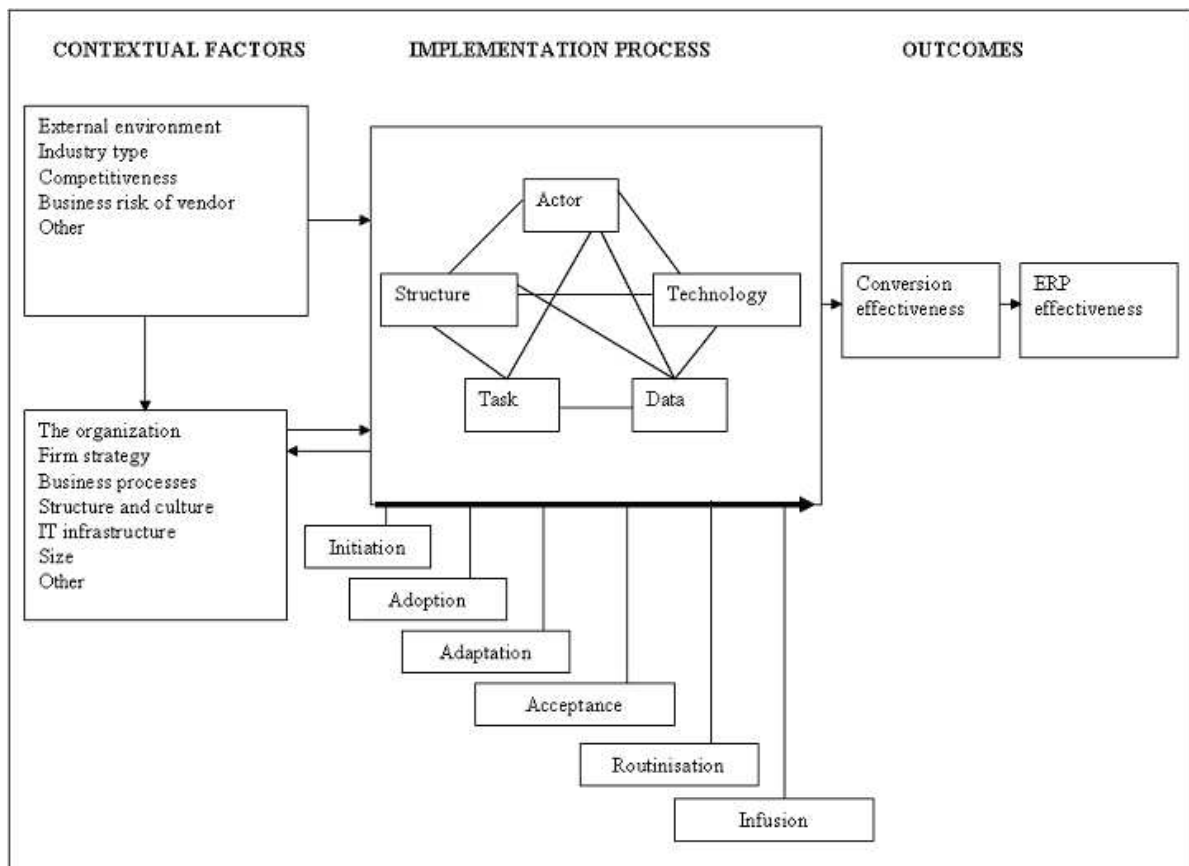 CONTEXTUAL FACTORS
IMPLEMENTATION PROCESS
OUTCOMES
External environment
Industry type
Competitiveness
Business risk of vendor
Other
The organization
Firm strategy
Business processes
Structure and culture
IT infrastructure
Size
Other
Actor
Structure
Technology
Task
Data
Conversion
effectiveness
ERP
effectiveness
Initiation
Adoption
Adaptation
Acceptance
Routinisation
Infusion